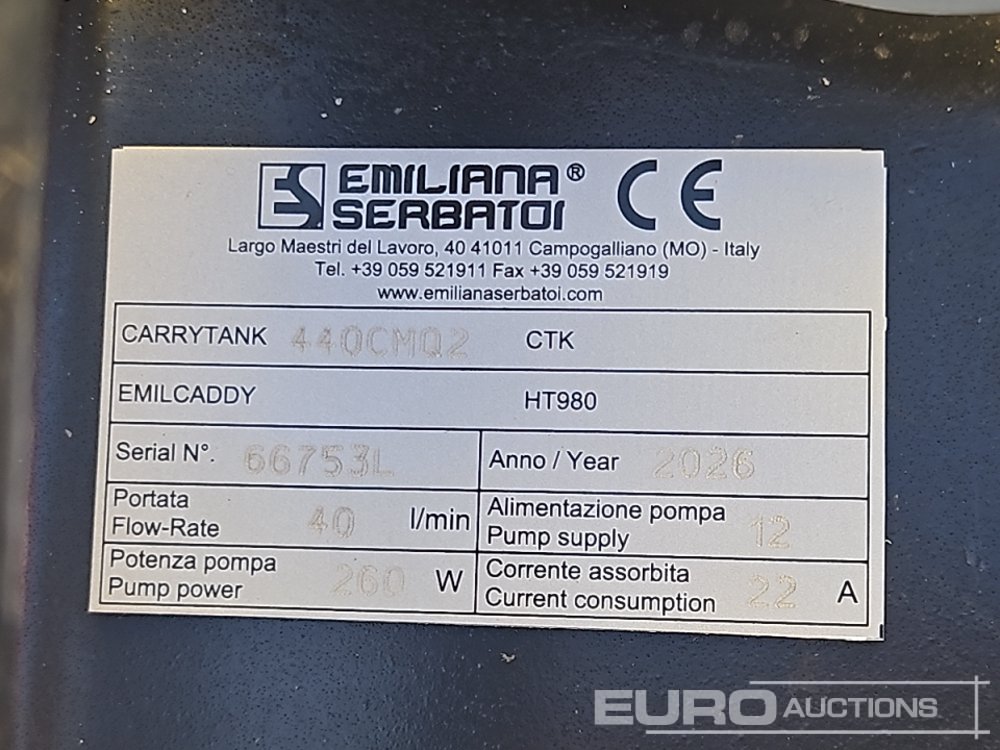 EMILIANA®
SERBATOI
CE
Largo Maestri del Lavoro, 40 41011 Campogalliano (MO) - Italy
Tel. +39 059 521911 Fax +39 059 521919
www.emilianaserbatoi.com
CARRYTANK 440CMQ2 CTK
EMILCADDY HT980
Serial N°. 66753L Anno / Year 2026
Portata
Flow-Rate 40 l/min
Alimentazione pompa
Pump supply 12
Potenza pompa
Pump power 260 W
Corrente assorbita
Current consumption 22 A
EURO AUCTIONS